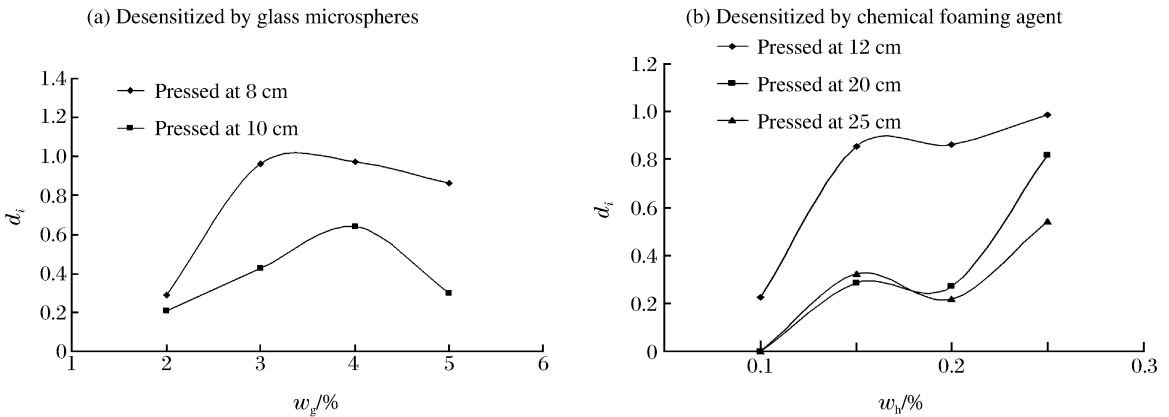 (a) Desensitized by glass microspheres
1.4
1.2
1.0
0.8
0.6
0.4
0.2
0
d_i
Pressed at 8 cm
Pressed at 10 cm
1 2 3 4 5 6
w_g/%
(b) Desensitized by chemical foaming agent
Pressed at 12 cm
Pressed at 20 cm
Pressed at 25 cm
1.2
1.0
0.8
0.6
0.4
0.2
0
d_i
0.1 0.2 0.3
w_h/%